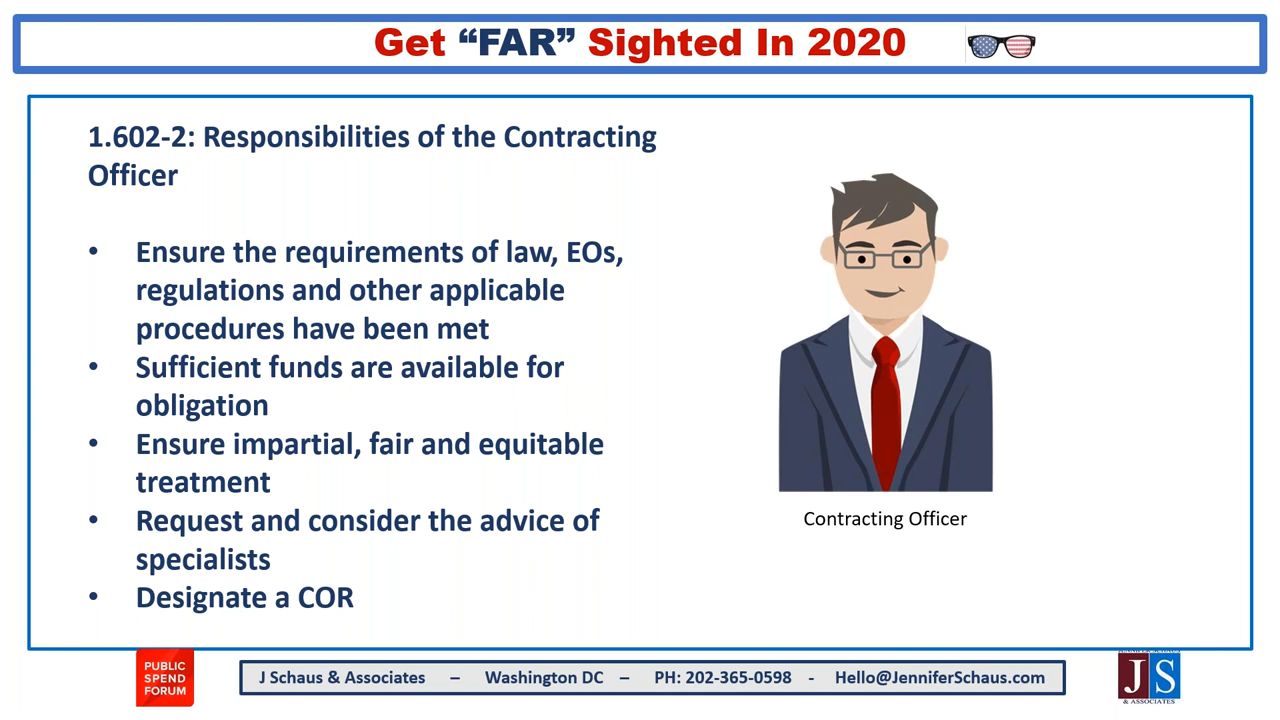 Get “FAR” Sighted In 2020
1.602-2: Responsibilities of the Contracting
Officer
• Ensure the requirements of law, EOs,
regulations and other applicable
procedures have been met
• Sufficient funds are available for
obligation
• Ensure impartial, fair and equitable
treatment
• Request and consider the advice of
specialists
• Designate a COR
Contracting Officer
PUBLIC
SPEND
FORUM
J Schaus & Associates – Washington DC – PH: 202-365-0598 - Hello@JenniferSchaus.com
JENNIFER SCHAUS
JS
& ASSOCIATES